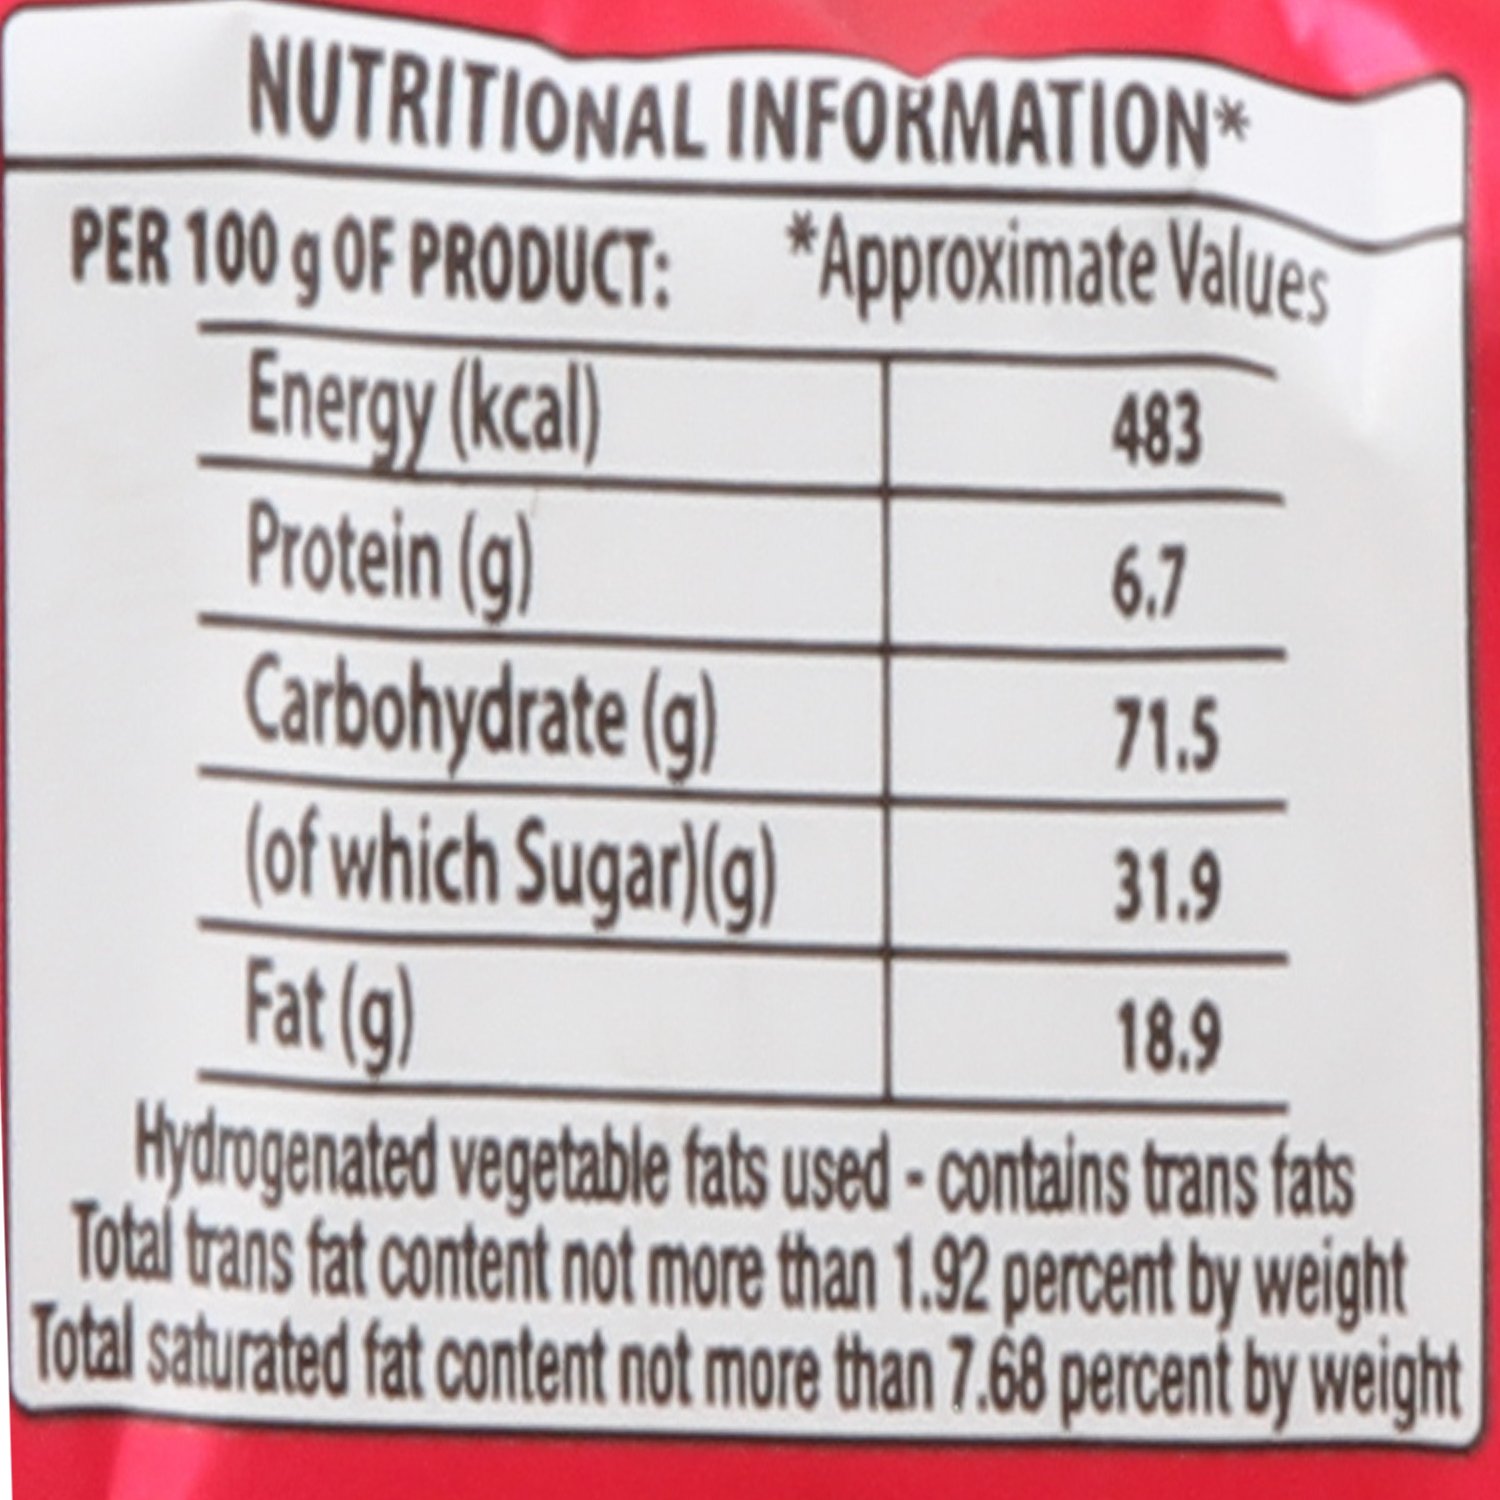 NUTRITIONAL INFORMATION*
PER 100 g OF PRODUCT: *Approximate Values
Energy (kcal) 483
Protein (g) 6.7
Carbohydrate (g) 71.5
(of which Sugar)(g) 31.9
Fat (g) 18.9
Hydrogenated vegetable fats used - contains trans fats
Total trans fat content not more than 1.92 percent by weight
Total saturated fat content not more than 7.68 percent by weight